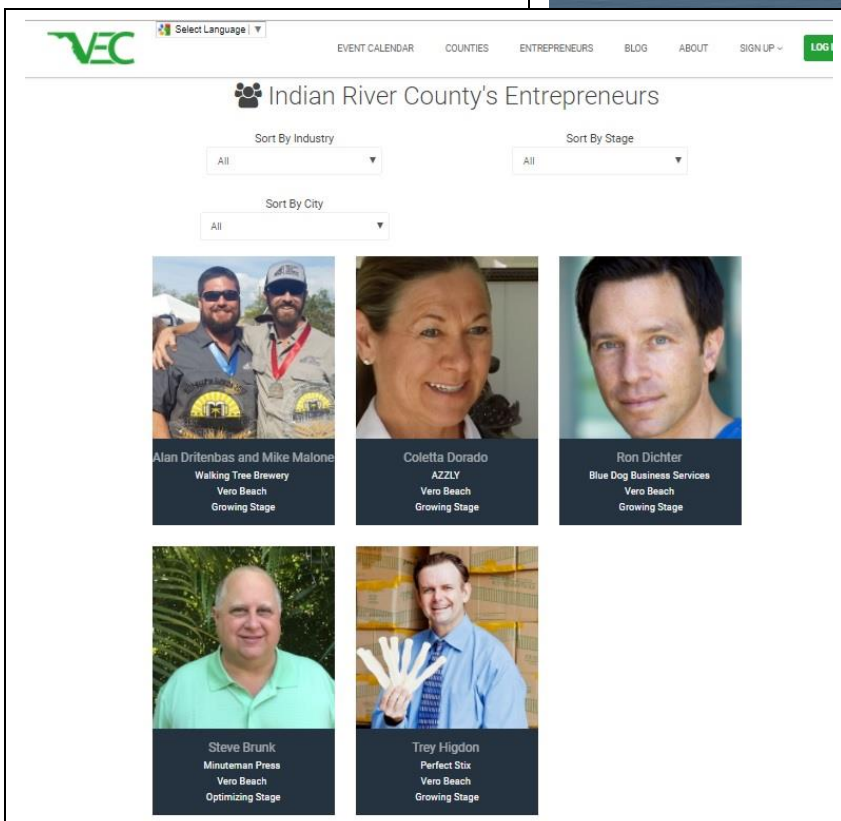 VEC
Select Language ▼
EVENT CALENDAR COUNTIES ENTREPRENEURS BLOG ABOUT SIGN UP LOG I
Indian River County's Entrepreneurs
Sort By Industry Sort By Stage
All All
Sort By City
All
Alan Dritenbas and Mike Malone Coletta Dorado Ron Dichter
Walking Tree Brewery AZZLY Blue Dog Business Services
Vero Beach Vero Beach Vero Beach
Growing Stage Growing Stage Growing Stage
Steve Brunk Trey Higdon
Minuteman Press Perfect Stix
Vero Beach Vero Beach
Optimizing Stage Growing Stage